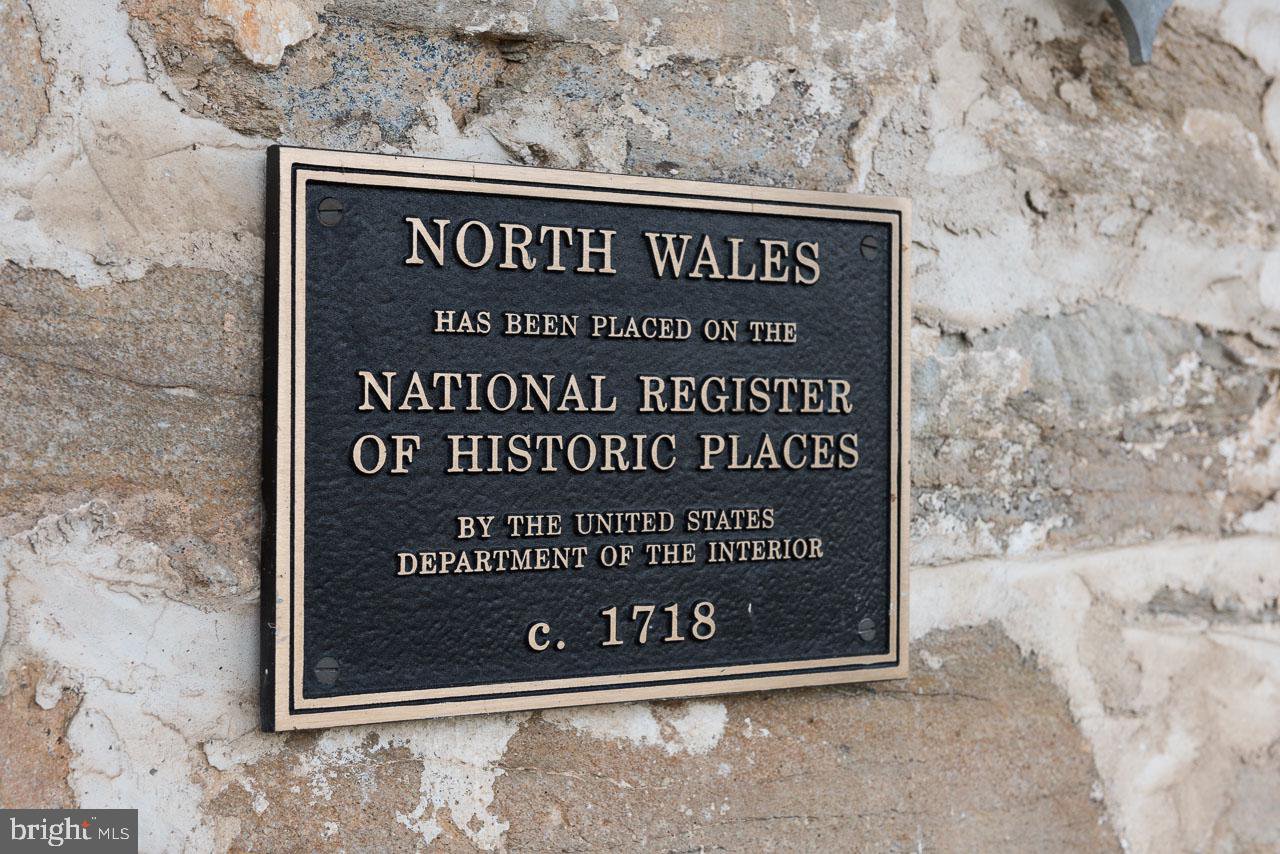 NORTH WALES
HAS BEEN PLACED ON THE
NATIONAL REGISTER
OF HISTORIC PLACES
BY THE UNITED STATES
DEPARTMENT OF THE INTERIOR
c. 1718
bright™ MLS